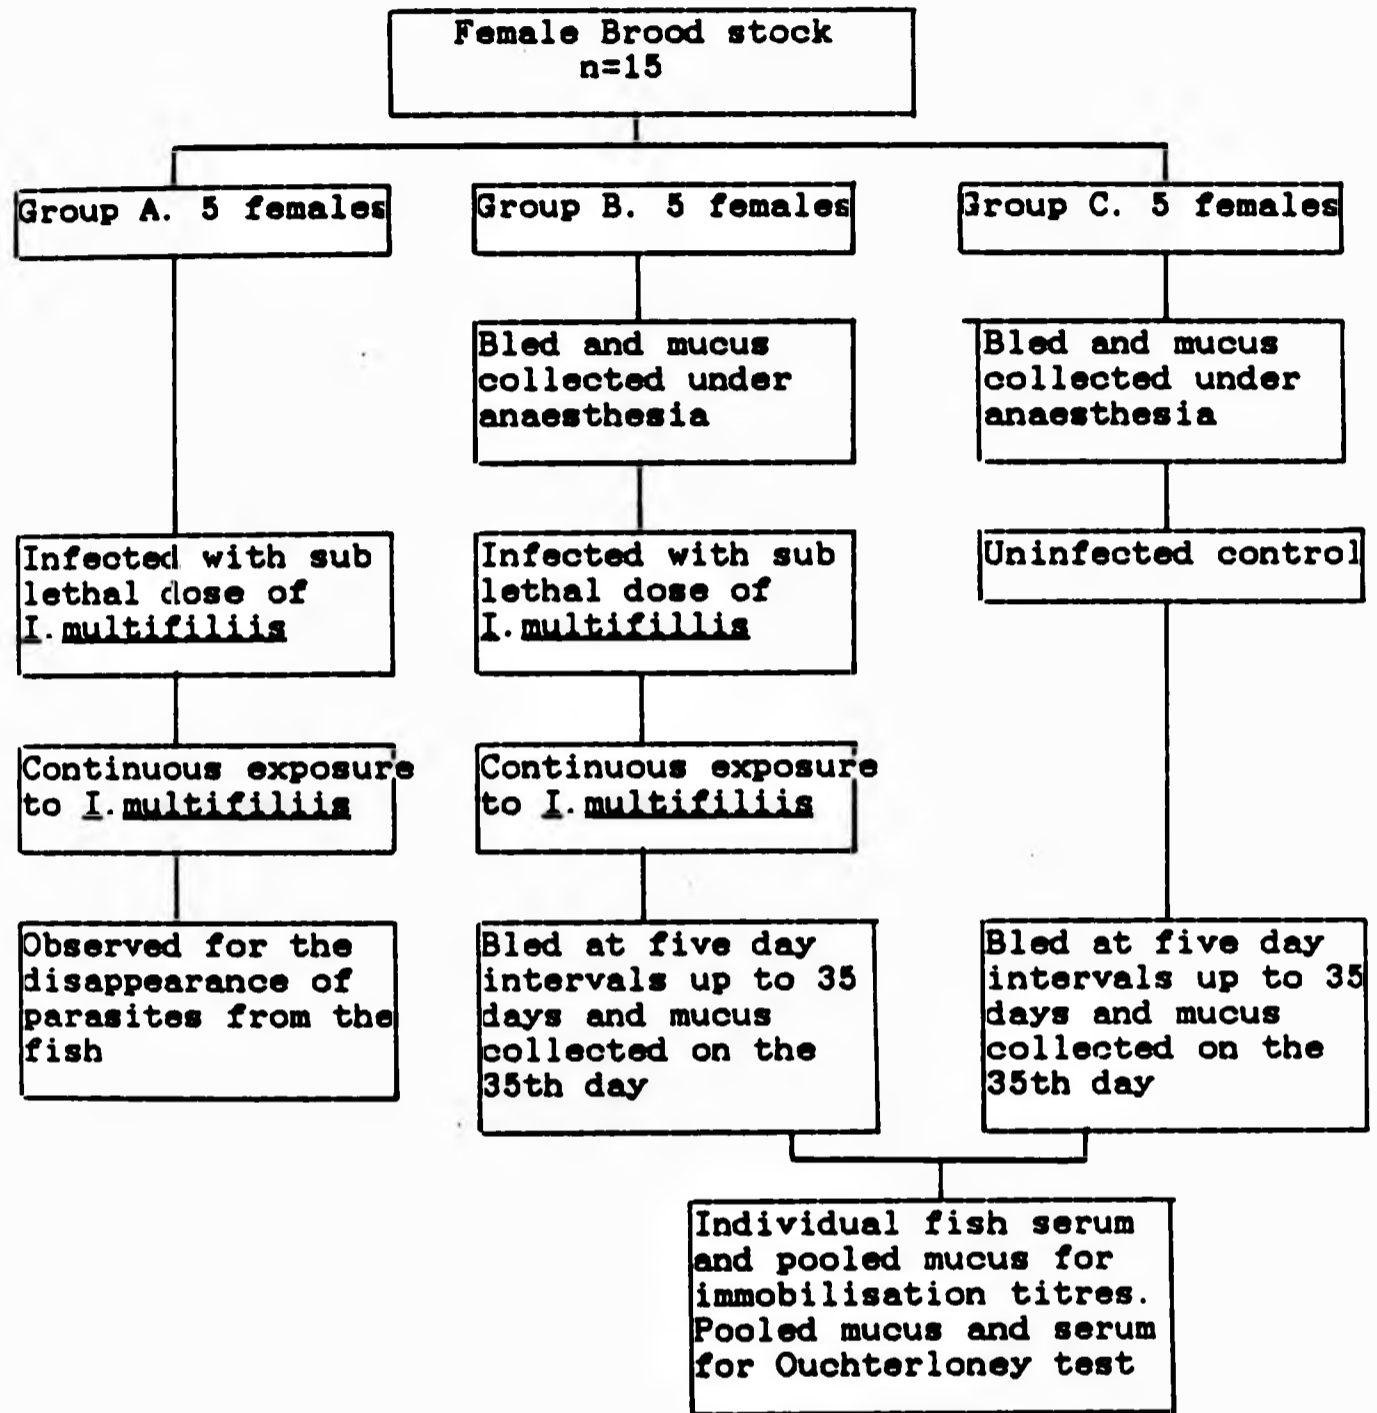 Female Brood stock
n=15
Group A. 5 females
Group B. 5 females
Group C. 5 females
Bled and mucus
collected under
anaesthesia
Bled and mucus
collected under
anaesthesia
Infected with sub
lethal dose of
I. multifiliis
Infected with sub
lethal dose of
I. multifillis
Uninfected control
Continuous exposure
to I. multifiliis
Continuous exposure
to I. multifiliis
Observed for the
disappearance of
parasites from the
fish
Bled at five day
intervals up to 35
days and mucus
collected on the
35th day
Bled at five day
intervals up to 35
days and mucus
collected on the
35th day
Individual fish serum
and pooled mucus for
immobilisation titres.
Pooled mucus and serum
for Ouchterloney test